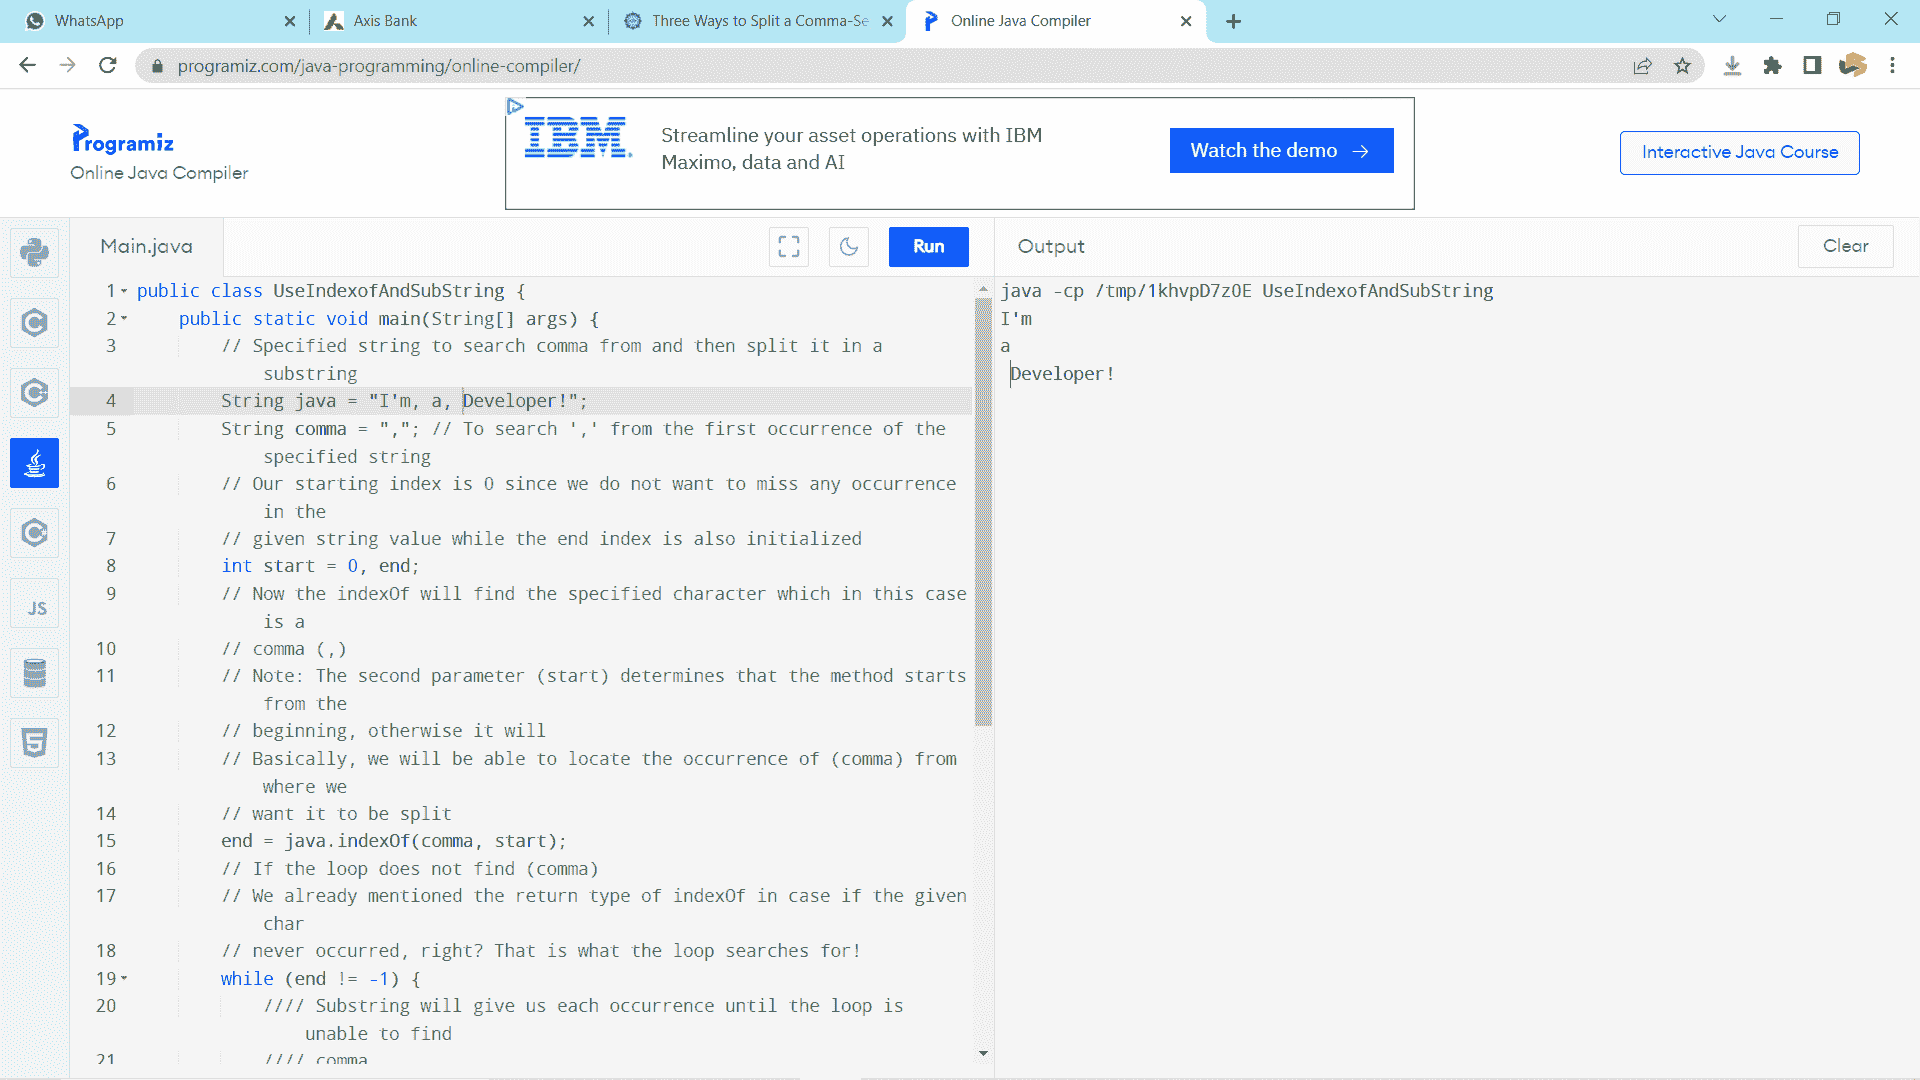 WhatsApp
Axis Bank
Three Ways to Split a Comma-Se
Online Java Compiler
programiz.com/java-programming/online-compiler/
Programiz
Online Java Compiler
IBM.
Streamline your asset operations with IBM
Maximo, data and AI
Watch the demo →
Interactive Java Course
Main.java
Run
Output
Clear
1 public class UseIndexofAndSubString {
2 public static void main(String[] args) {
3 // Specified string to search comma from and then split it in a
substring
4 String java = "I'm, a, Developer!";
5 String comma = ","; // To search ',' from the first occurrence of the
specified string
6 // Our starting index is 0 since we do not want to miss any occurrence
in the
7 // given string value while the end index is also initialized
8 int start = 0, end;
9 // Now the indexOf will find the specified character which in this case
is a
10 // comma (,)
11 // Note: The second parameter (start) determines that the method starts
from the
12 // beginning, otherwise it will
13 // Basically, we will be able to locate the occurrence of (comma) from
where we
14 // want it to be split
15 end = java.indexOf(comma, start);
16 // If the loop does not find (comma)
17 // We already mentioned the return type of indexOf in case if the given
char
18 // never occurred, right? That is what the loop searches for!
19 while (end != -1) {
20 //// Substring will give us each occurrence until the loop is
unable to find
21 //// comma
java -cp /tmp/1khvpD7zOE UseIndexofAndSubString
I'm
a
Developer!
JS